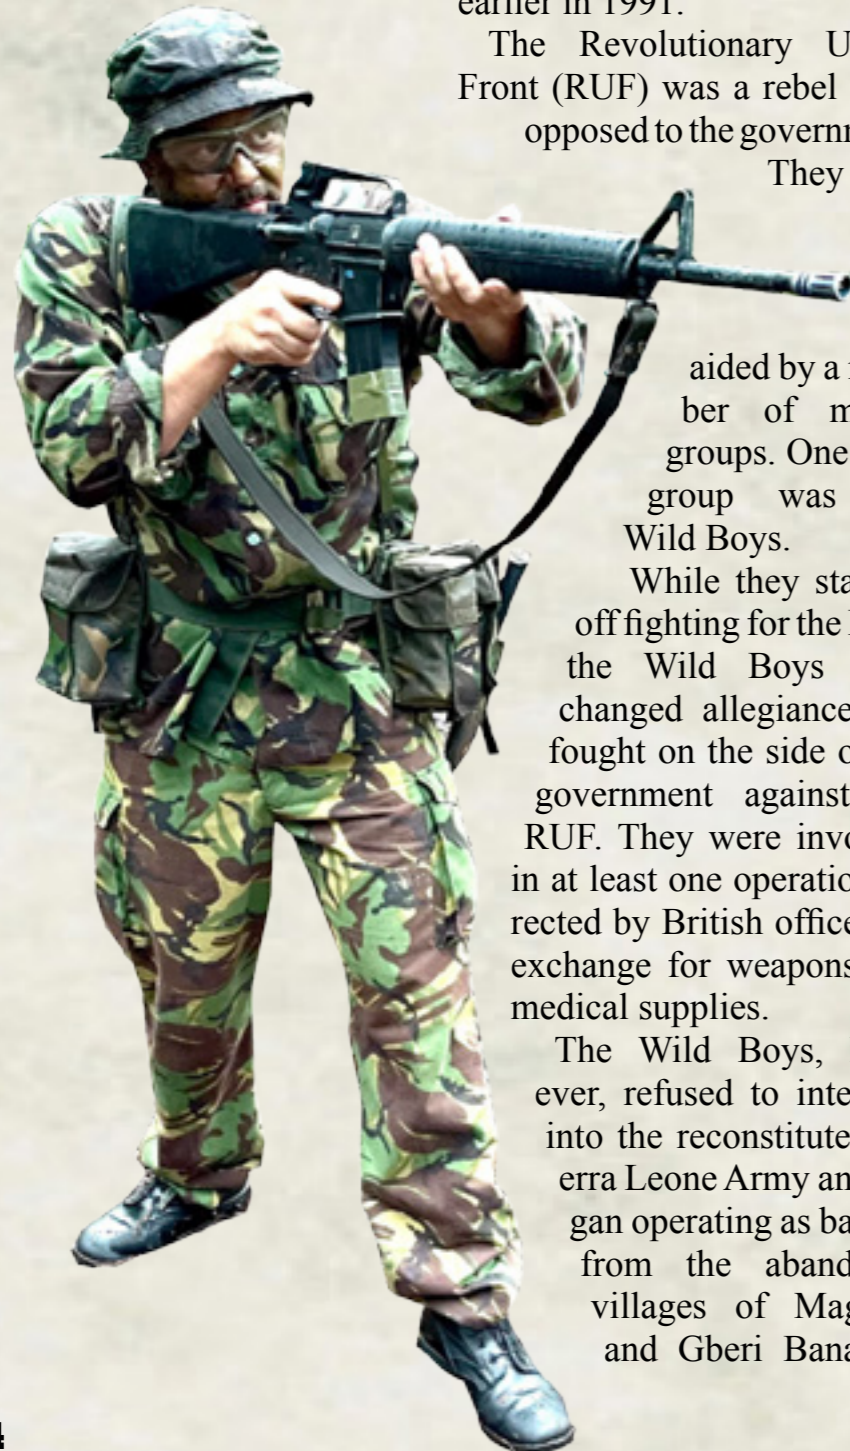 earlier in 1991.
The Revolutionary U
Front (RUF) was a rebel
opposed to the governm
They
aided by a
ber of m
groups. One
group was
Wild Boys.
While they sta
off fighting for the
the Wild Boys
changed allegiance
fought on the side o
government against
RUF. They were invo
in at least one operatio
rected by British office
exchange for weapons
medical supplies.
The Wild Boys,
ever, refused to inte
into the reconstitute
erra Leone Army an
gan operating as ba
from the aband
villages of Mag
and Gberi Bana
4